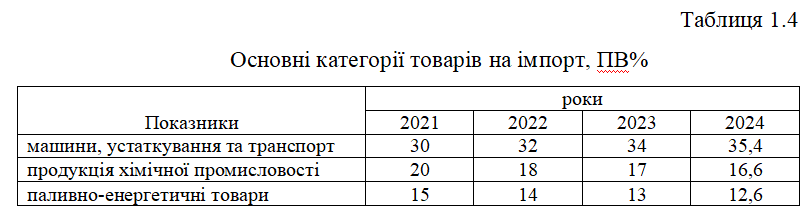 Таблиця 1.4
Основні категорії товарів на імпорт, ПВ%
Показники роки
2021 2022 2023 2024
машини, устаткування та транспорт 30 32 34 35,4
продукція хімічної промисловості 20 18 17 16,6
паливно-енергетичні товари 15 14 13 12,6